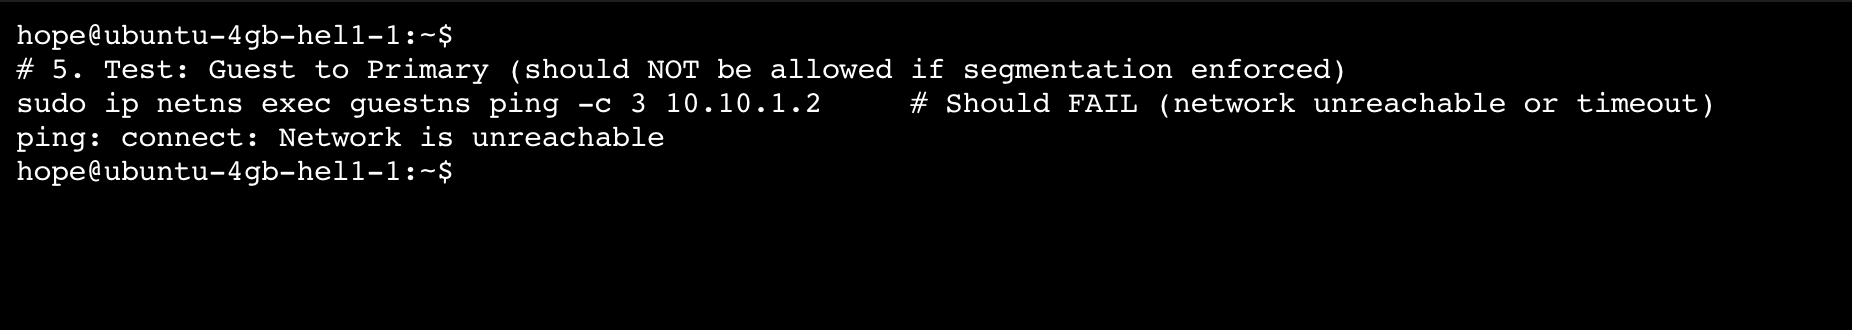 hope@ubuntu-4gb-hel1-1:~$
# 5. Test: Guest to Primary (should NOT be allowed if segmentation enforced)
sudo ip netns exec guestns ping -c 3 10.10.1.2     # Should FAIL (network unreachable or timeout)
ping: connect: Network is unreachable
hope@ubuntu-4gb-hel1-1:~$